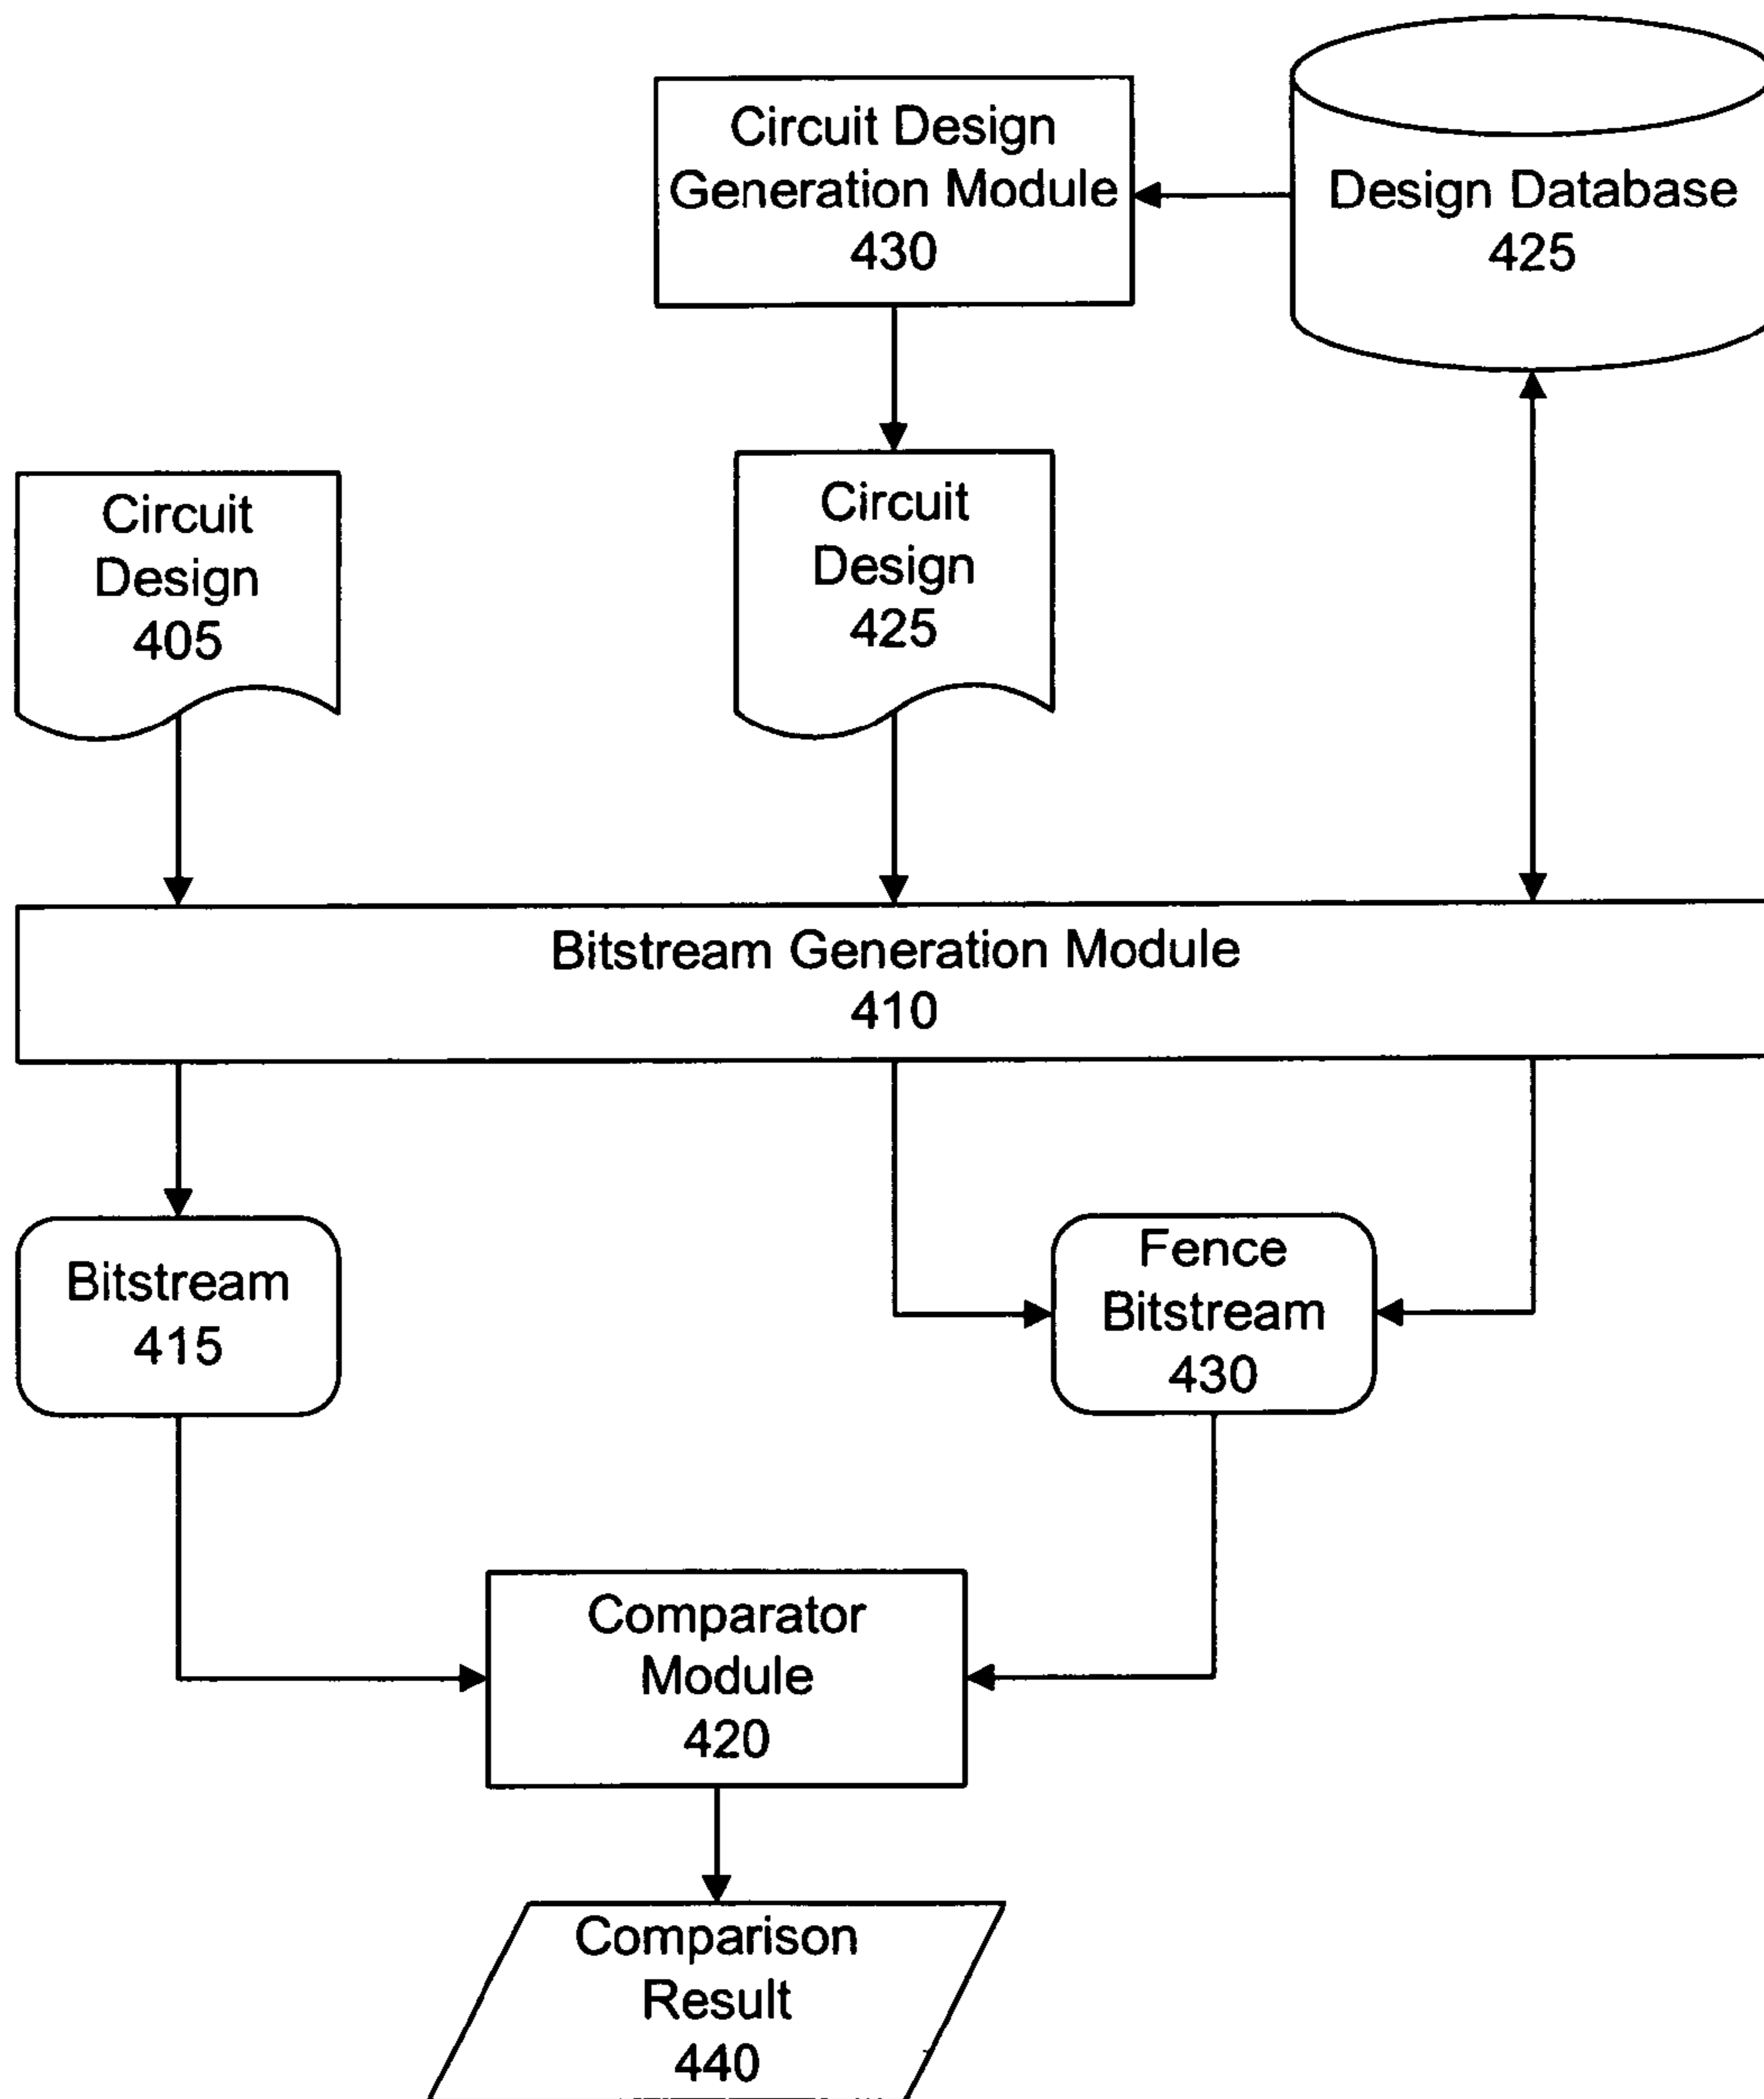 Circuit Design
Generation Module
430
Design Database
425
Circuit
Design
405
Circuit
Design
425
Bitstream Generation Module
410
Bitstream
415
Fence
Bitstream
430
Comparator
Module
420
Comparison
Result
440